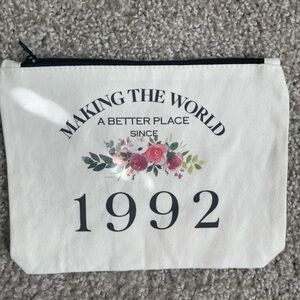 MAKING THE WORLD
A BETTER PLACE
SINCE
1992